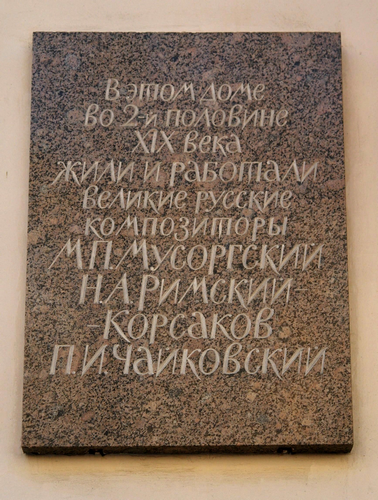 В этом доме
во 2-й половине
XIX века
жили и работали
великие русские
композиторы
М.П.Мусоргский
Н.А.Римский-
-Корсаков
П.И.Чайковский